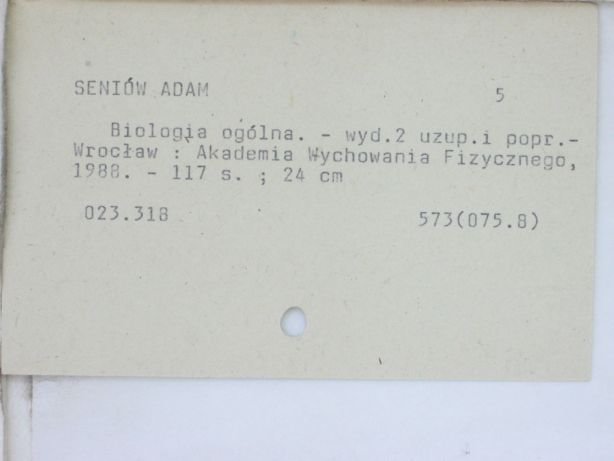 SENIÓW ADAM 5
Biologia ogólna. - wyd.2 uzup.i popr.-
Wrocław : Akademia Wychowania Fizycznego,
1988. - 117 s. ; 24 cm
023.318 573(075.8)